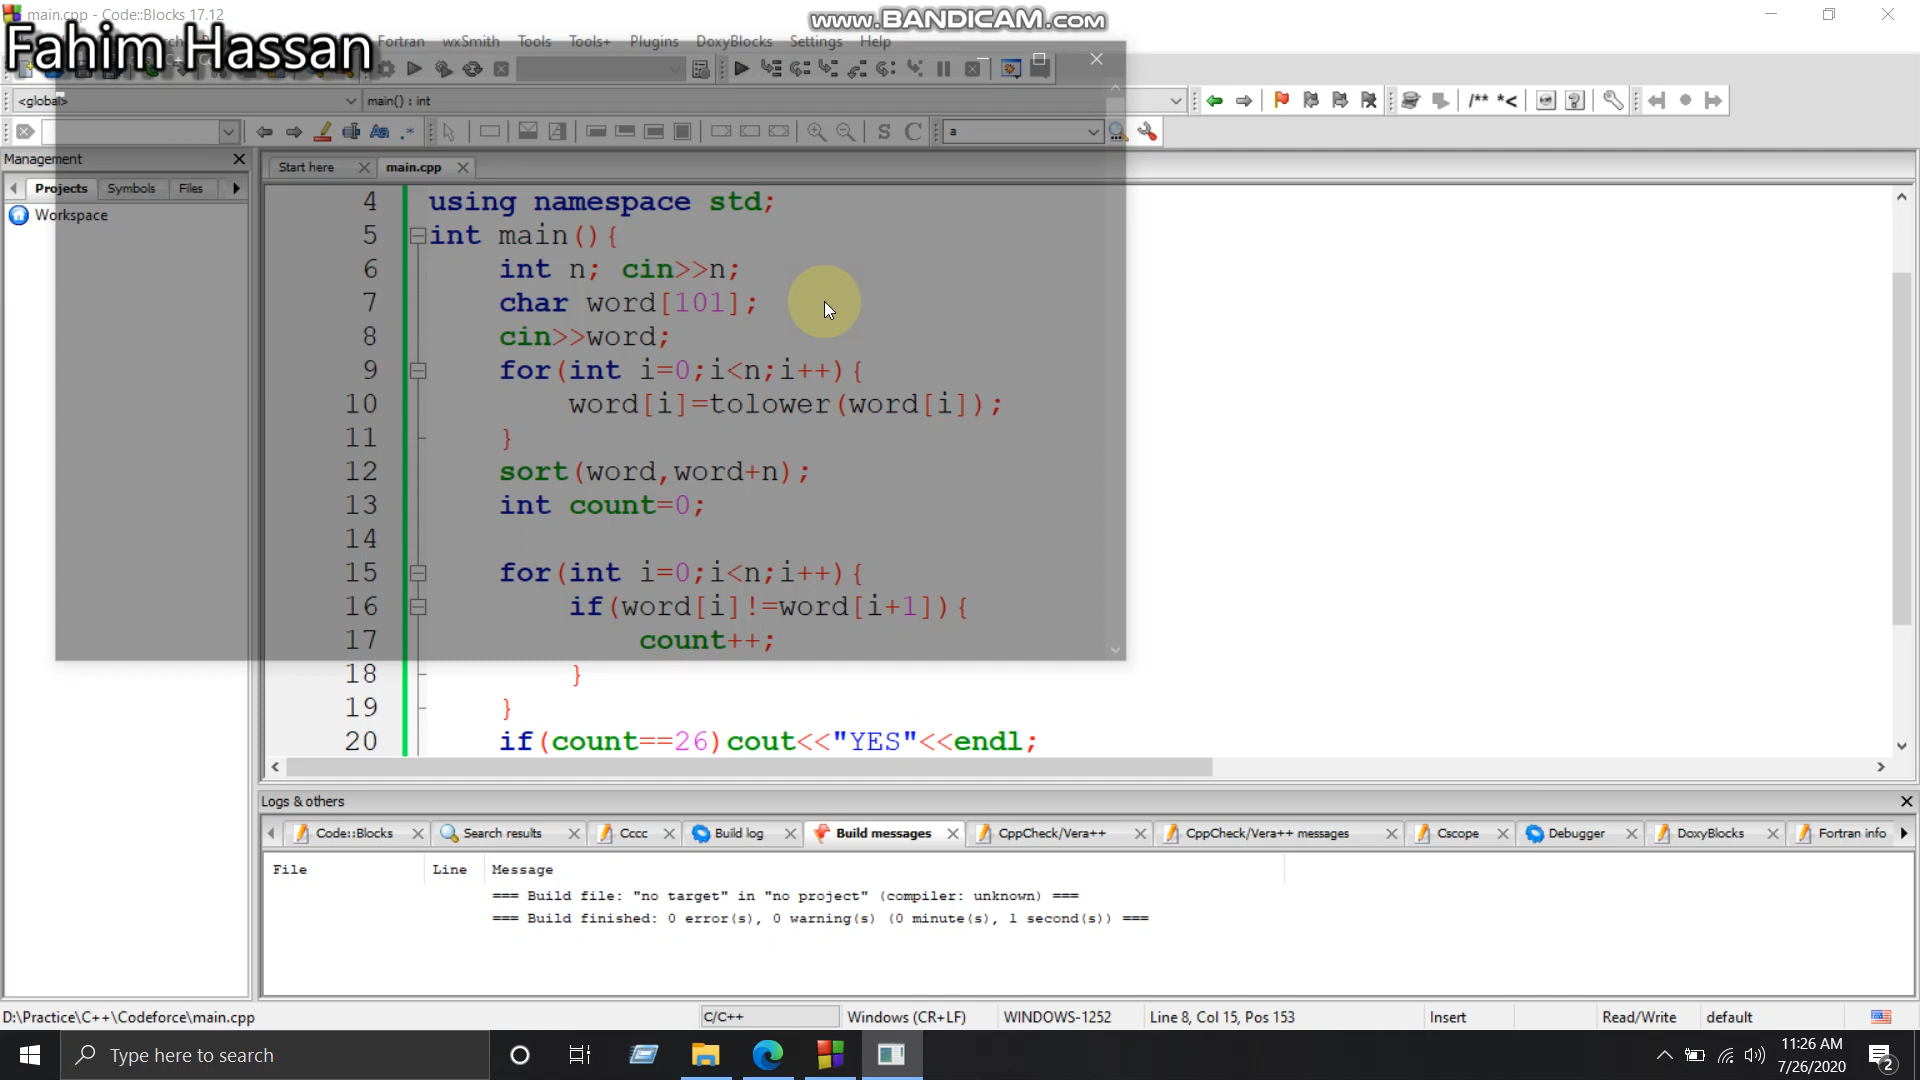 main.cpp - Code::Blocks 17.12
www.BANDICAM.com
Fahim Hassan
Fortran wxSmith Tools Tools+ Plugins DoxyBlocks Settings Help
<global>
main() : int
/** *<
a
Management
Start here
main.cpp
Projects Symbols Files
Workspace
4 using namespace std;
5 int main(){
6 int n; cin>>n;
7 char word[101];
8 cin>>word;
9 for(int i=0;i<n;i++){
10 word[i]=tolower(word[i]);
11 }
12 sort(word,word+n);
13 int count=0;
14
15 for(int i=0;i<n;i++){
16 if(word[i]!=word[i+1]){
17 count++;
18 }
19 }
20 if(count==26)cout<<"YES"<<endl;
Logs & others
Code::Blocks Search results Cccc Build log Build messages CppCheck/Vera++ CppCheck/Vera++ messages Cscope Debugger DoxyBlocks Fortran info
File Line Message
=== Build file: "no target" in "no project" (compiler: unknown) ===
=== Build finished: 0 error(s), 0 warning(s) (0 minute(s), 1 second(s)) ===
D:\Practice\C++\Codeforce\main.cpp C/C++ Windows (CR+LF) WINDOWS-1252 Line 8, Col 15, Pos 153 Insert Read/Write default
Type here to search
11:26 AM
7/26/2020
2